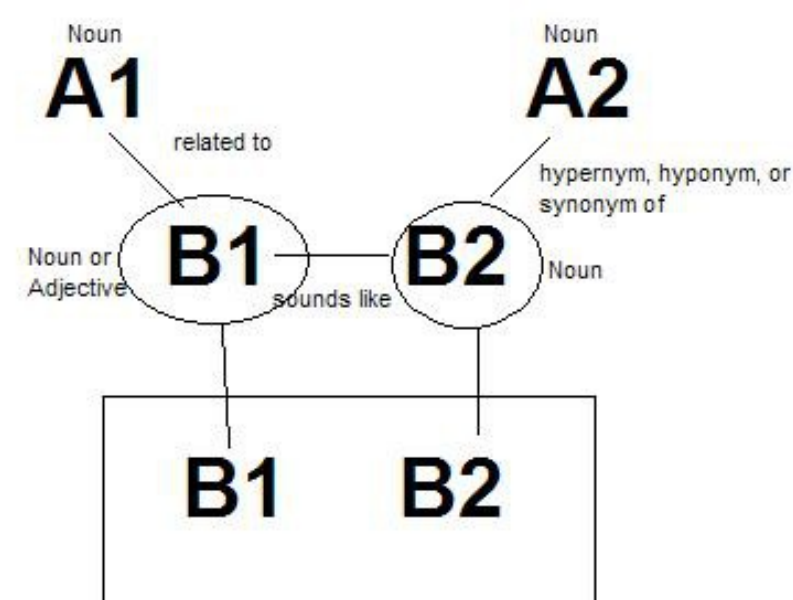 Noun
Noun
A1
A2
related to
hypernym, hyponym, or
synonym of
Noun or
Adjective
B1
B2
Noun
sounds like
B1
B2